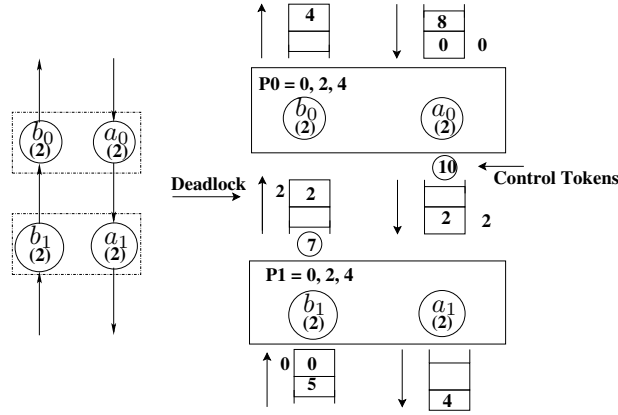 4
8
0 0
P0 = 0, 2, 4
b0
(2)
a0
(2)
b0
(2)
a0
(2)
10
Control Tokens
Deadlock
2 2
2 2
7
b1
(2)
a1
(2)
P1 = 0, 2, 4
b1
(2)
a1
(2)
0 0
5
4